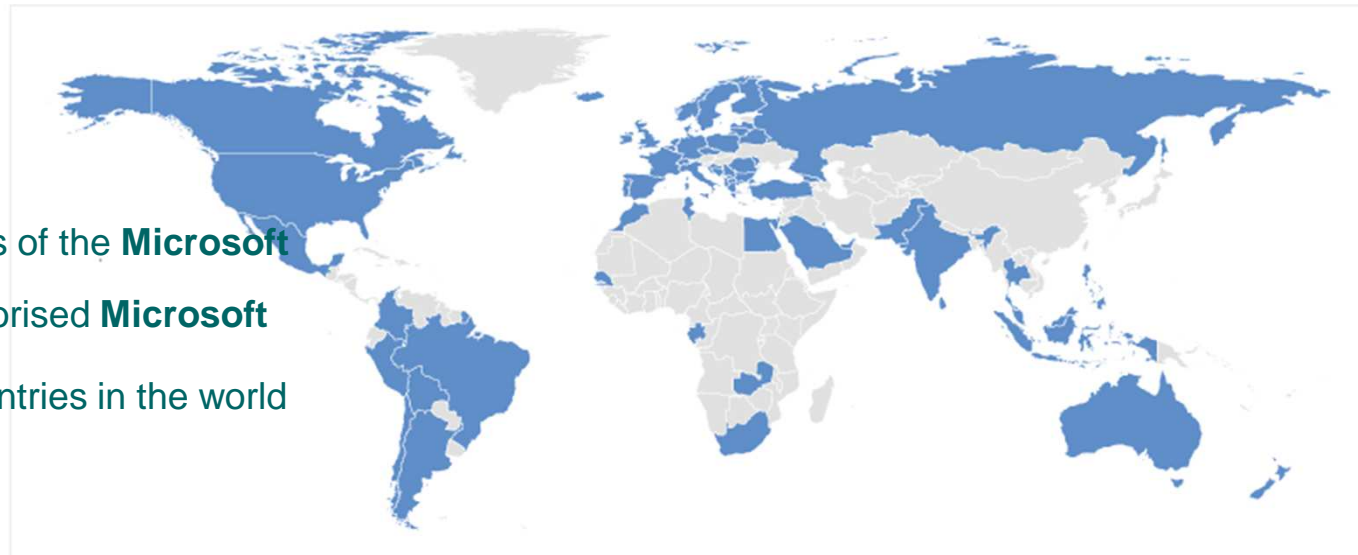 s of the Microsoft
orised Microsoft
ntries in the world